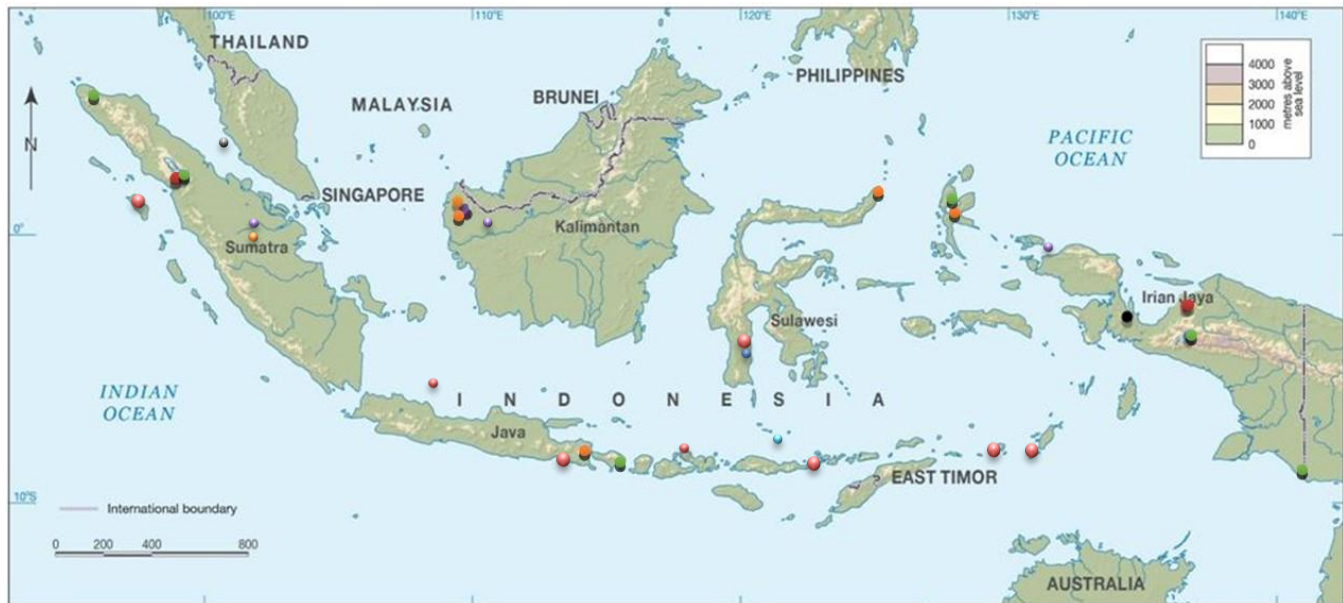 100°E
110°E
120°E
130°E
140°E
THAILAND
PHILIPPINES
4000
3000
2000
1000
0
metres above
sea level
MALAYSIA
BRUNEI
PACIFIC
OCEAN
N
SINGAPORE
Kalimantan
0°
Sumatra
Irian Jaya
Sulawesi
INDIAN
OCEAN
INDONESIA
Java
EAST TIMOR
10°S
International boundary
0 200 400 800
AUSTRALIA